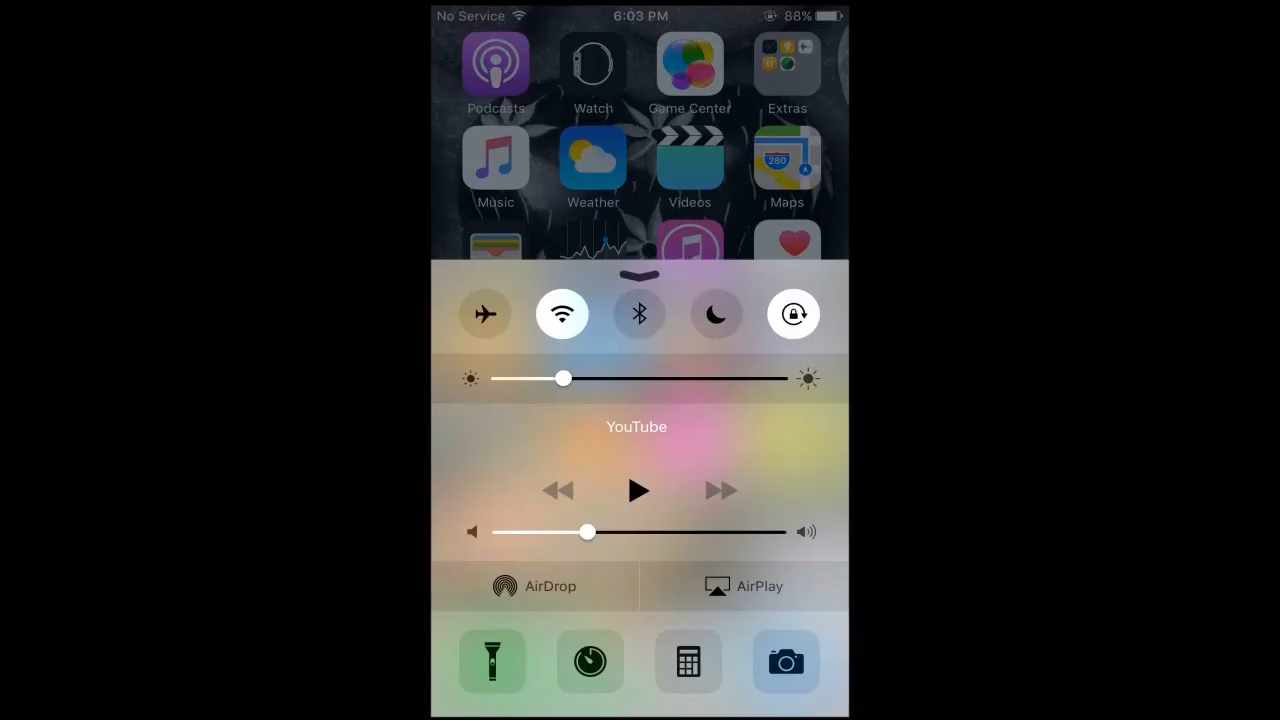 No Service 6:03 PM 88%
Podcasts Watch Game Center Extras
280
Music Weather Videos Maps
YouTube
AirDrop AirPlay